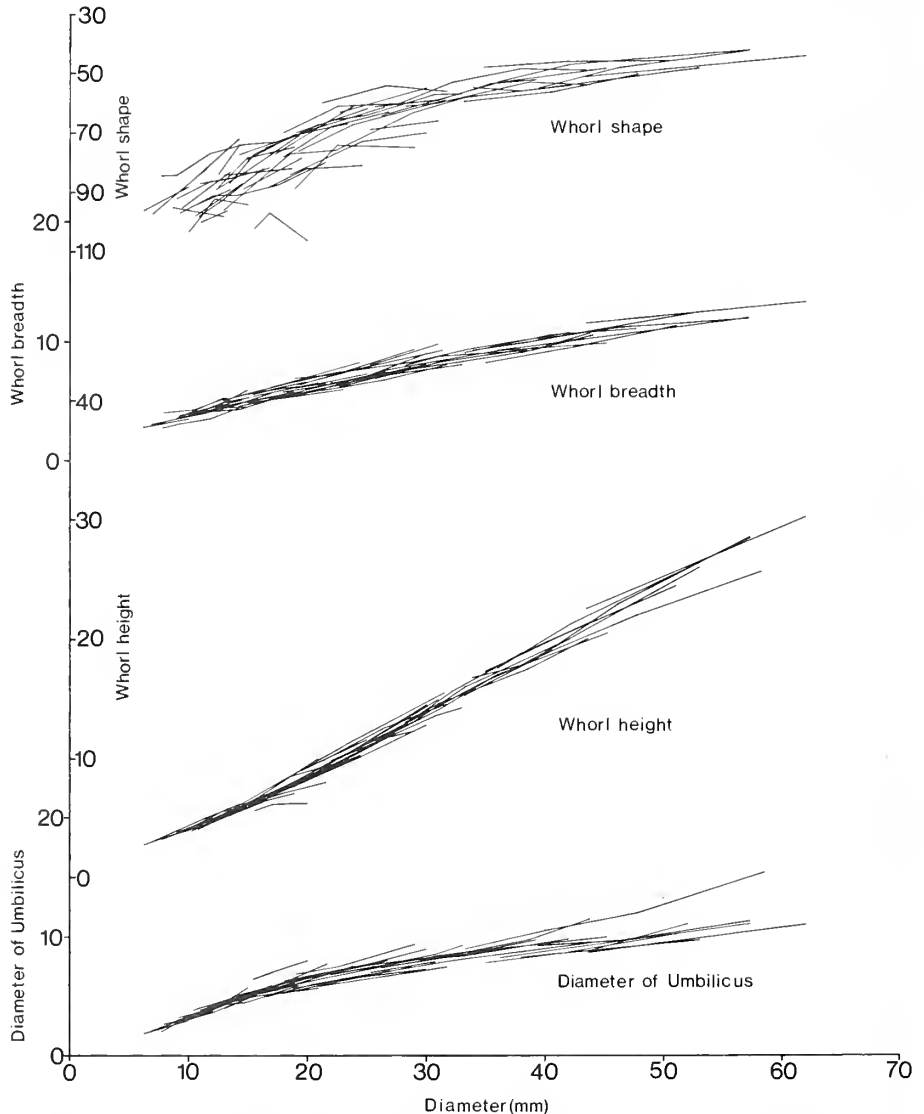 30
50
Whorl shape
70
Whorl shape
90
20
110
Whorl breadth
10
Whorl breadth
40
0
30
Whorl height
20
Whorl height
10
20
Diameter of Umbilicus
0
10
Diameter of Umbilicus
0
0 10 20 30 40 50 60 70
Diameter(mm)